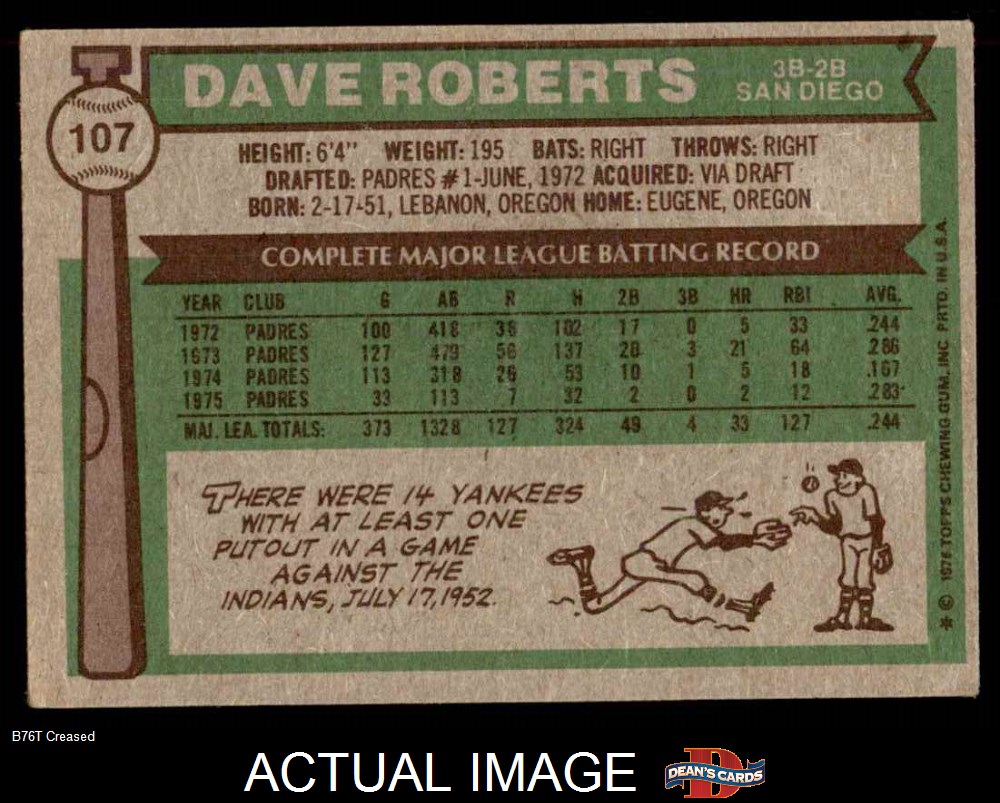 DAVE ROBERTS
3B-2B
SAN DIEGO
107
HEIGHT: 6'4" WEIGHT: 195 BATS: RIGHT THROWS: RIGHT
DRAFTED: PADRES #1-JUNE, 1972 ACQUIRED: VIA DRAFT
BORN: 2-17-51, LEBANON, OREGON HOME: EUGENE, OREGON
COMPLETE MAJOR LEAGUE BATTING RECORD
YEAR CLUB G AB R H 2B 3B HR RBI AVG.
1972 PADRES 100 418 38 102 17 0 5 33 .244
1973 PADRES 127 479 56 137 20 3 21 64 .286
1974 PADRES 113 318 26 53 10 1 5 18 .167
1975 PADRES 33 113 7 32 2 0 2 12 .283
MAJ. LEA. TOTALS: 373 1328 127 324 49 4 33 127 .244
THERE WERE 14 YANKEES
WITH AT LEAST ONE
PUTOUT IN A GAME
AGAINST THE
INDIANS, JULY 17, 1952.
* © 1976 TOPPS CHEWING GUM, INC. PRTD. IN U.S.A.
B76T Creased
ACTUAL IMAGE
D
DEAN'S CARDS